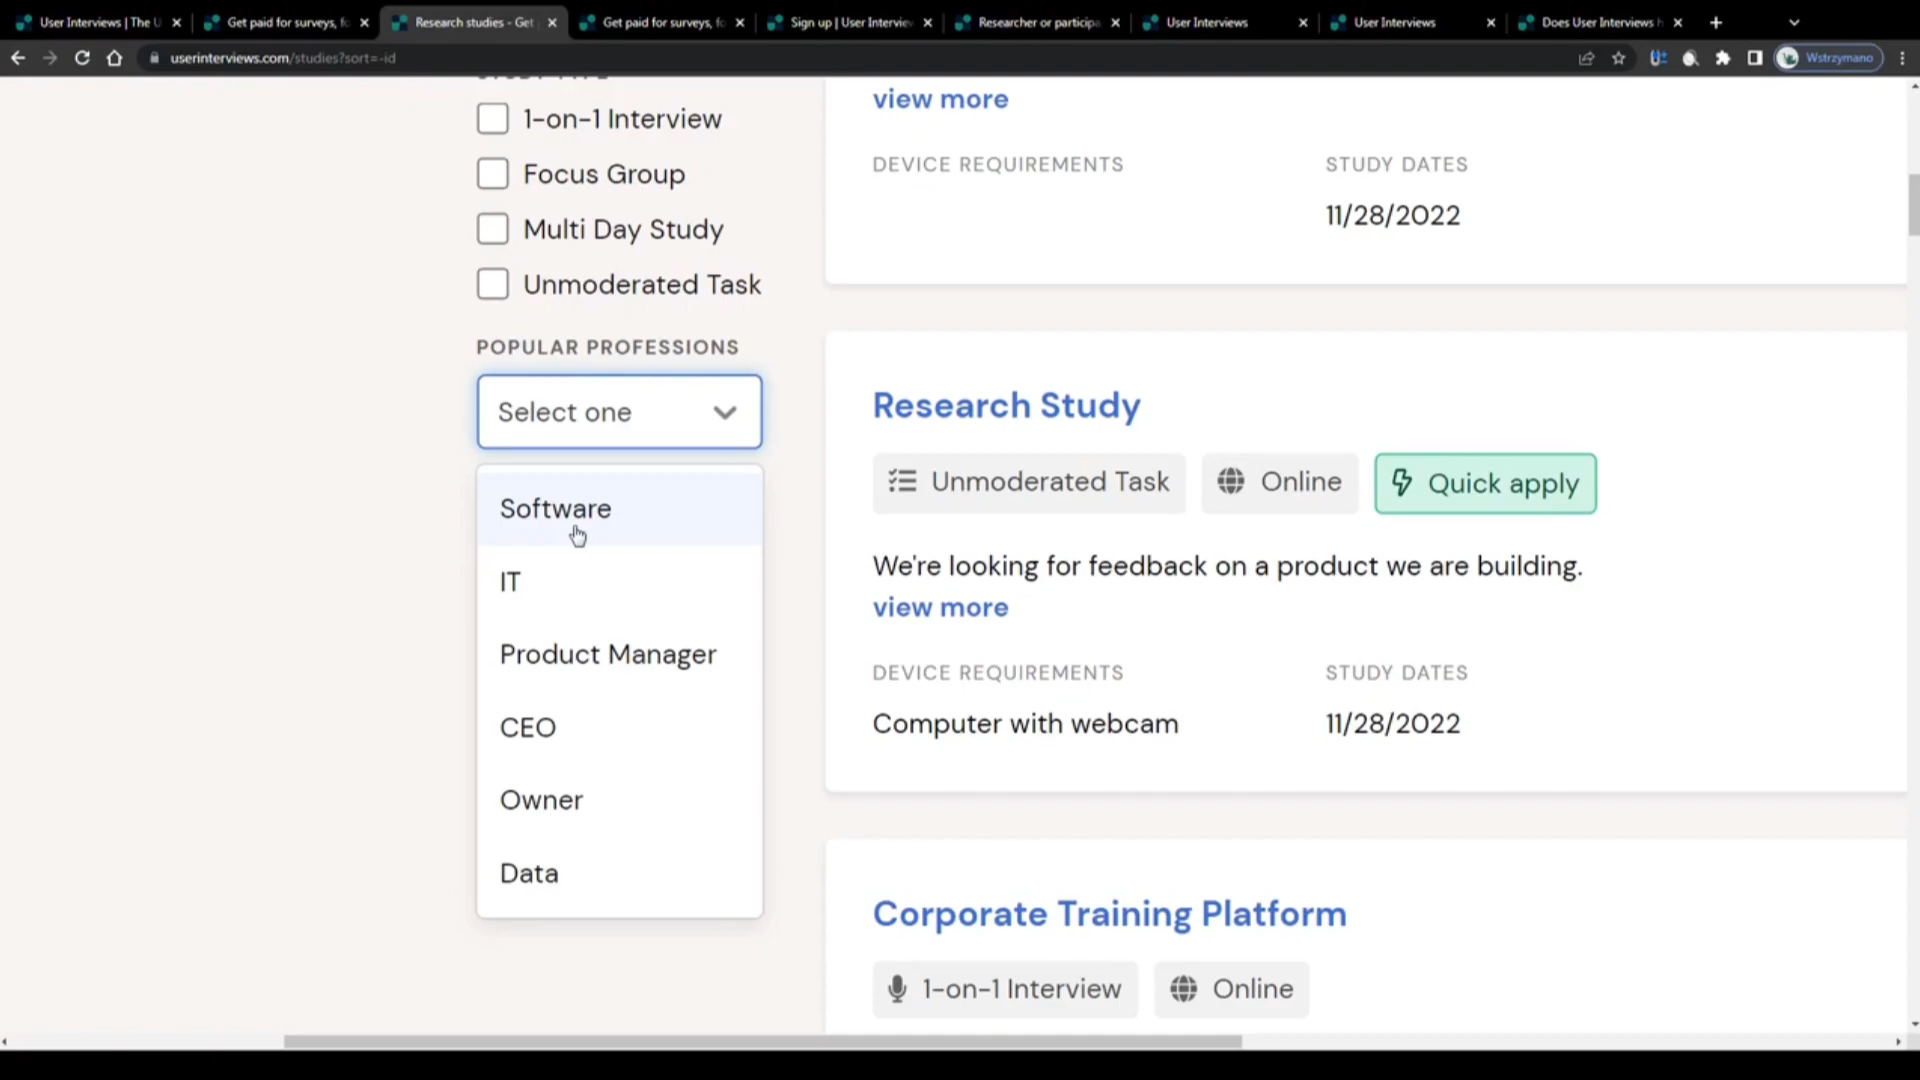 User Interviews | The U
Get paid for surveys, fo
Research studies - Get
Get paid for surveys, fo
Sign up | User Interview
Researcher or participa
User Interviews
User Interviews
Does User Interviews h
userinterviews.com/studies?sort=-id
Wstrzymano
1-on-1 Interview
Focus Group
Multi Day Study
Unmoderated Task
POPULAR PROFESSIONS
Select one
Software
IT
Product Manager
CEO
Owner
Data
view more
DEVICE REQUIREMENTS
STUDY DATES
11/28/2022
Research Study
Unmoderated Task
Online
Quick apply
We're looking for feedback on a product we are building.
view more
DEVICE REQUIREMENTS
STUDY DATES
Computer with webcam
11/28/2022
Corporate Training Platform
1-on-1 Interview
Online